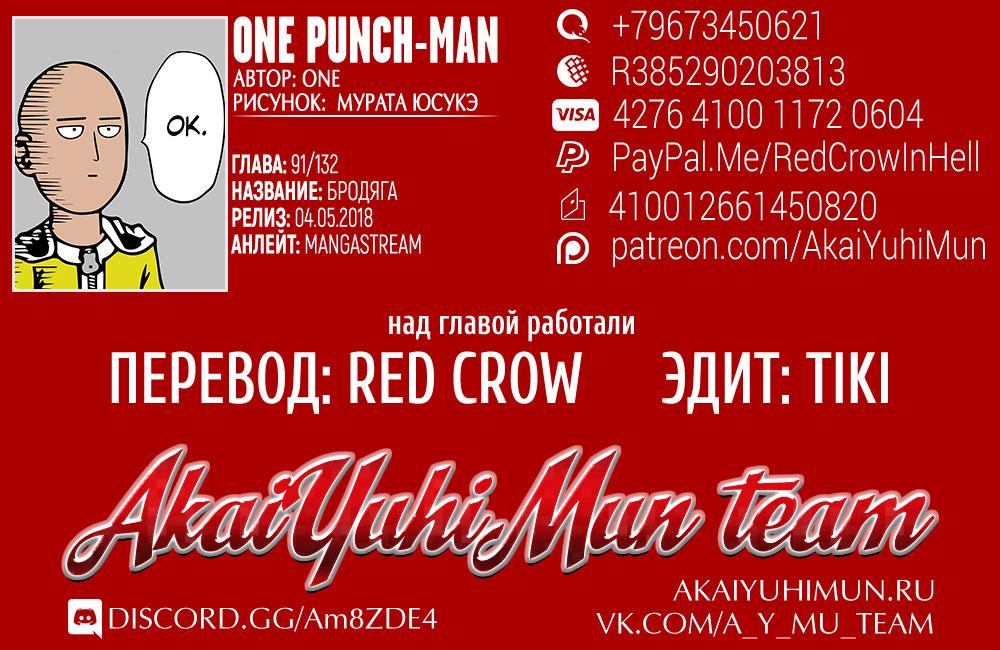 OK.
ONE PUNCH-MAN
АВТОР: ONE
РИСУНОК: МУРАТА ЮСУКЭ
ГЛАВА: 91/132
НАЗВАНИЕ: БРОДЯГА
РЕЛИЗ: 04.05.2018
АНЛЕЙТ: MANGASTREAM
+79673450621
R385290203813
VISA 4276 4100 1172 0604
PayPal.Me/RedCrowInHell
410012661450820
patreon.com/AkaiYuhiMun
над главой работали
ПЕРЕВОД: RED CROW ЭДИТ: TIKI
AkaiYuhiMun team
DISCORD.GG/Am8ZDE4
AKAIYUHIMUN.RU
VK.COM/A_Y_MU_TEAM